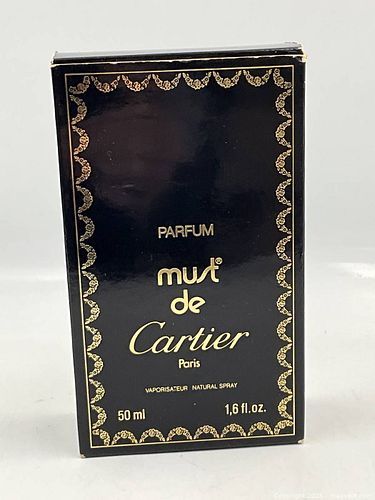 PARFUM
must®
de
Cartier
Paris
VAPORISATEUR NATURAL SPRAY
50 ml 1,6 fl.oz.